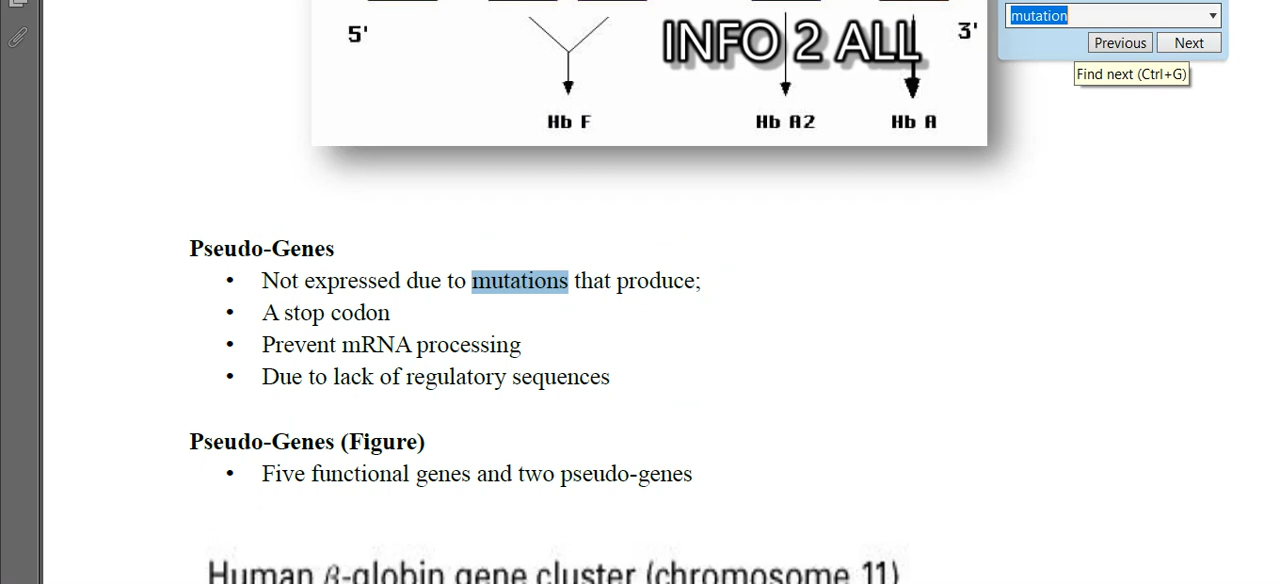 mutation
Previous Next
Find next (Ctrl+G)
5' INFO 2 ALL 3'
Hb F Hb A2 Hb A
Pseudo-Genes
• Not expressed due to mutations that produce;
• A stop codon
• Prevent mRNA processing
• Due to lack of regulatory sequences
Pseudo-Genes (Figure)
• Five functional genes and two pseudo-genes
Human β-globin gene cluster (chromosome 11)